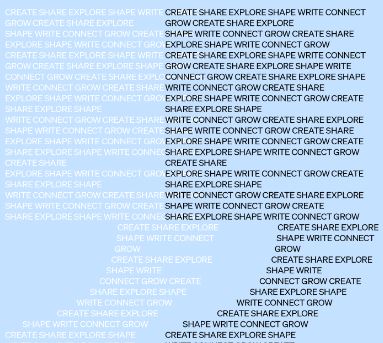 CREATE SHARE EXPLORE SHAPE WRITE CREATE SHARE EXPLORE SHAPE WRITE CONNECT
GROW CREATE SHARE EXPLORE GROW CREATE SHARE EXPLORE
SHAPE WRITE CONNECT GROW CREATE SHAPE WRITE CONNECT GROW CREATE SHARE
EXPLORE SHAPE WRITE CONNECT EXPLORE SHAPE WRITE CONNECT GROW
CREATE SHARE EXPLORE SHAPE WRITE CREATE SHARE EXPLORE SHAPE WRITE CONNECT
GROW CREATE SHARE EXPLORE SHAPE GROW CREATE SHARE EXPLORE SHAPE WRITE
CONNECT GROW CREATE SHARE CONNECT GROW CREATE SHARE EXPLORE SHAPE
WRITE CONNECT GROW CREATE SHARE WRITE CONNECT GROW CREATE SHARE
EXPLORE SHAPE WRITE CONNECT EXPLORE SHAPE WRITE CONNECT GROW CREATE
SHARE EXPLORE SHAPE SHARE EXPLORE SHAPE
WRITE CONNECT GROW CREATE SHARE WRITE CONNECT GROW CREATE SHARE EXPLORE
SHAPE WRITE CONNECT GROW CREATE SHAPE WRITE CONNECT GROW CREATE SHARE
EXPLORE SHAPE WRITE CONNECT EXPLORE SHAPE WRITE CONNECT GROW CREATE
SHARE EXPLORE SHAPE WRITE SHARE EXPLORE SHAPE WRITE CONNECT GROW
CREATE SHARE CREATE SHARE
EXPLORE SHAPE WRITE CONNECT EXPLORE SHAPE WRITE CONNECT GROW CREATE
SHARE EXPLORE SHAPE SHARE EXPLORE SHAPE
WRITE CONNECT GROW CREATE SHARE WRITE CONNECT GROW CREATE SHARE EXPLORE
SHAPE WRITE CONNECT GROW CREATE SHAPE WRITE CONNECT GROW CREATE
SHARE EXPLORE SHAPE WRITE SHARE EXPLORE SHAPE WRITE CONNECT GROW
CREATE SHARE EXPLORE CREATE SHARE EXPLORE
SHAPE WRITE CONNECT SHAPE WRITE CONNECT
GROW GROW
CREATE SHARE EXPLORE CREATE SHARE EXPLORE
SHAPE WRITE SHAPE WRITE
CONNECT GROW CREATE CONNECT GROW CREATE
SHARE EXPLORE SHAPE SHARE EXPLORE SHAPE
WRITE CONNECT GROW WRITE CONNECT GROW
CREATE SHARE EXPLORE CREATE SHARE EXPLORE
SHAPE WRITE CONNECT GROW SHAPE WRITE CONNECT GROW
CREATE SHARE EXPLORE SHAPE CREATE SHARE EXPLORE SHAPE